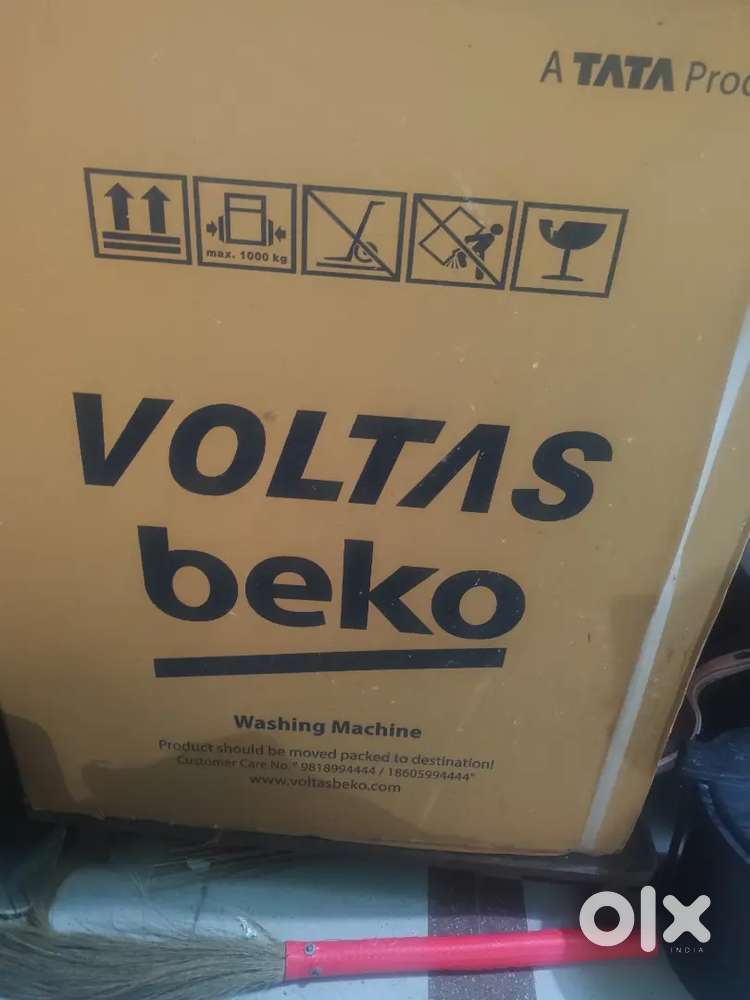 A TATA Proc
max. 1000 kg
VOLTAS
beko
Washing Machine
Product should be moved packed to destination!
Customer Care No.* 9818994444 / 18605994444*
www.voltasbeko.com
olx
INDIA